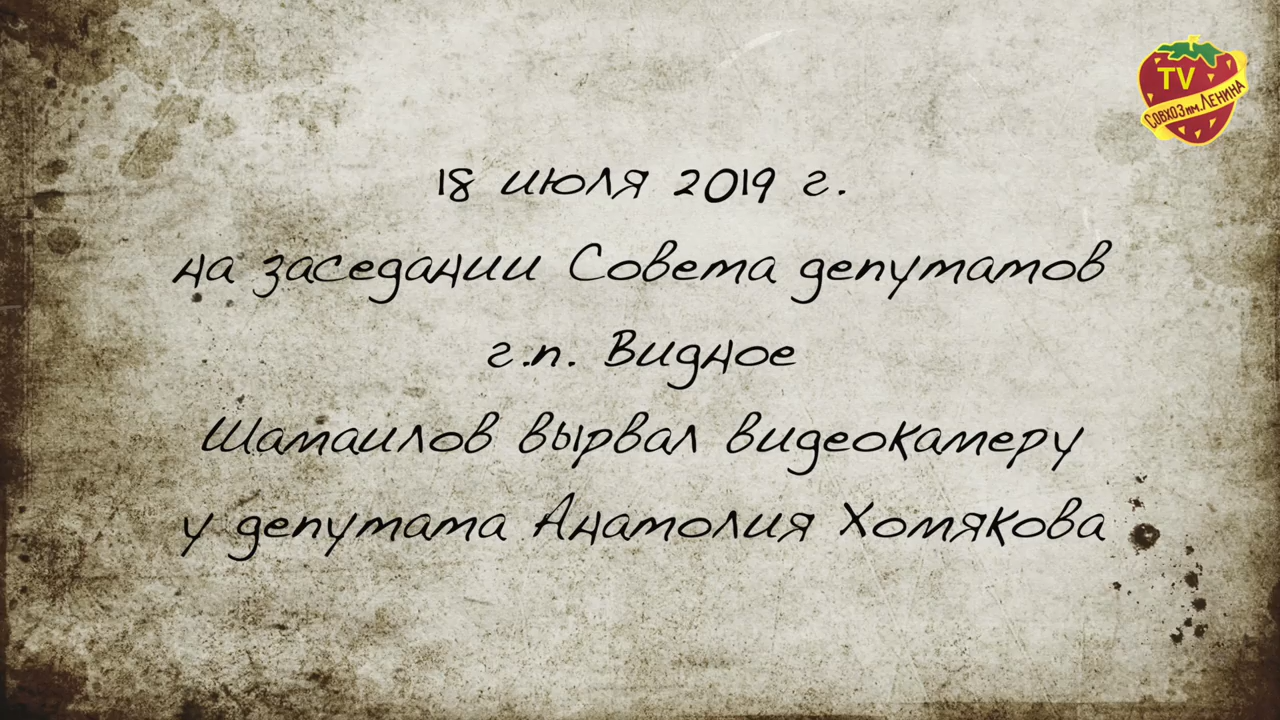 TV
Совхоз им. Ленина
18 июля 2019 г.
на заседании Совета депутатов
г.п. Видное
Шамаилов вырвал видеокамеру
у депутата Анатолия Хомякова